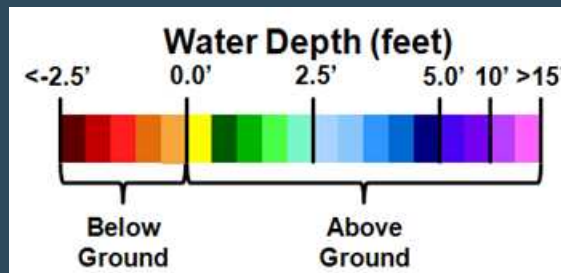 Water Depth (feet)
<-2.5' 0.0' 2.5' 5.0' 10' >15'
Below Above
Ground Ground